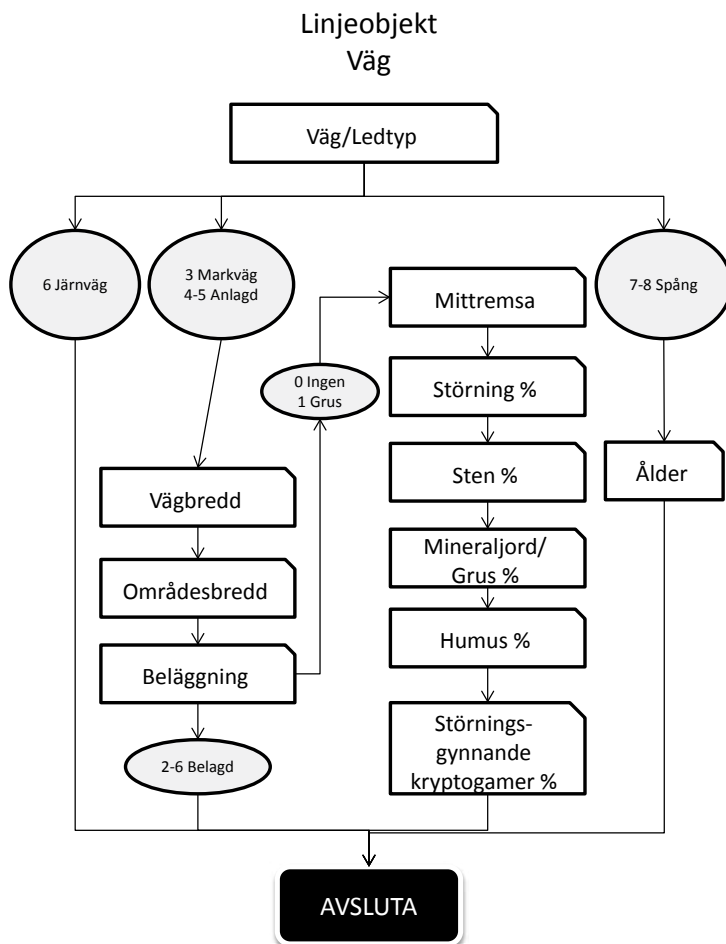 Linjeobjekt
Väg
Väg/Ledtyp
6 Järnväg
3 Markväg
4-5 Anlagd
7-8 Spång
0 Ingen
1 Grus
Vägbredd
Områdesbredd
Beläggning
2-6 Belagd
Mittremsa
Störning %
Sten %
Mineraljord/
Grus %
Humus %
Störnings-
gynnande
kryptogamer %
Ålder
AVSLUTA